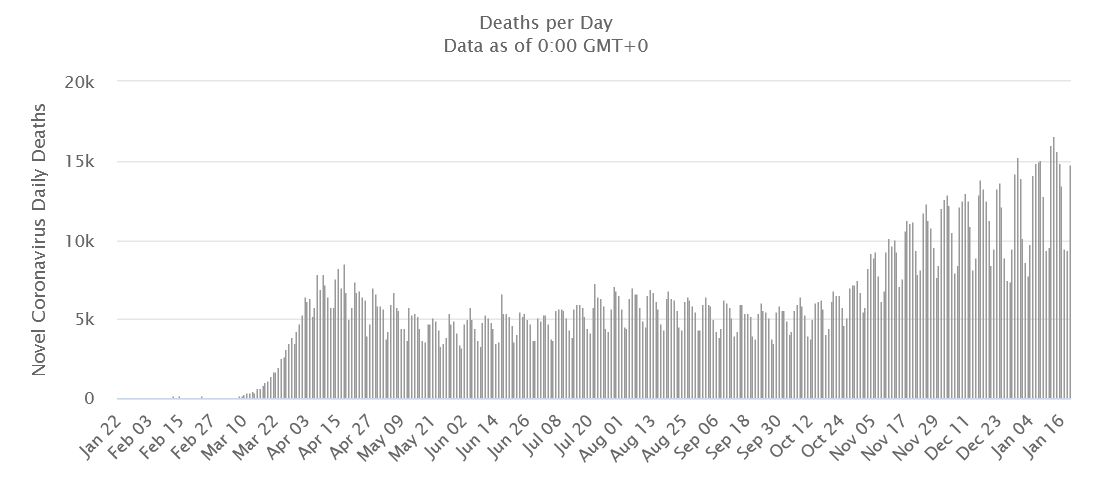 Deaths per Day
Data as of 0:00 GMT+0
Novel Coronavirus Daily Deaths
20k
15k
10k
5k
0
Jan 22
Feb 03
Feb 15
Feb 27
Mar 10
Mar 22
Apr 03
Apr 15
Apr 27
May 09
May 21
Jun 02
Jun 14
Jun 26
Jul 08
Jul 20
Aug 01
Aug 13
Aug 25
Sep 06
Sep 18
Sep 30
Oct 12
Oct 24
Nov 05
Nov 17
Nov 29
Dec 11
Dec 23
Jan 04
Jan 16